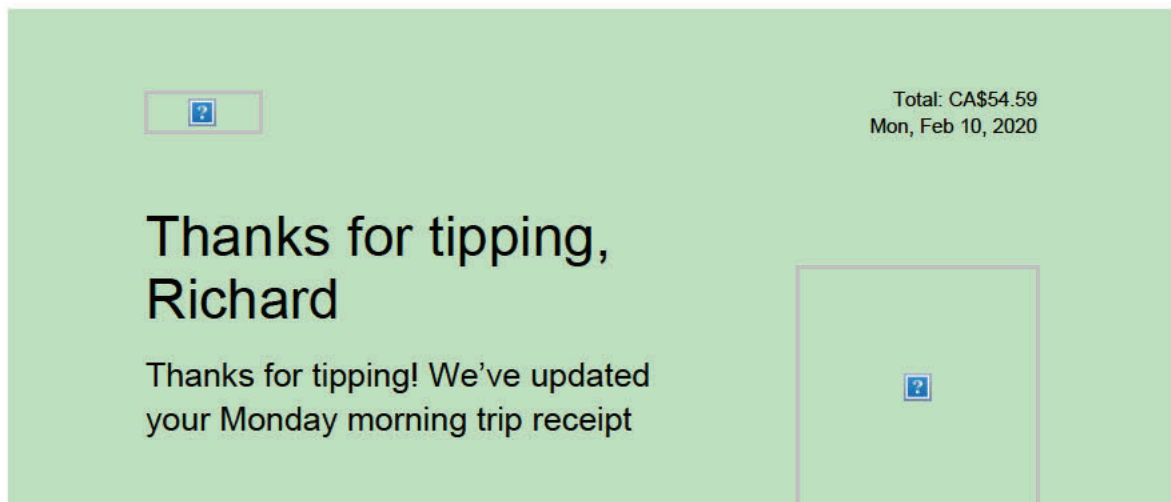 Total: CA$54.59
Mon, Feb 10, 2020
Thanks for tipping,
Richard
Thanks for tipping! We’ve updated
your Monday morning trip receipt